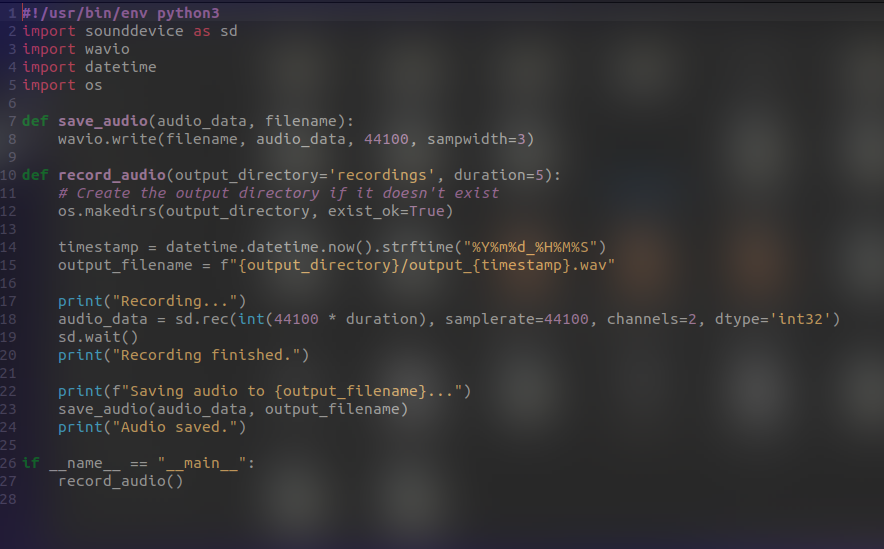 1 #!/usr/bin/env python3
2 import sounddevice as sd
3 import wavio
4 import datetime
5 import os
6
7 def save_audio(audio_data, filename):
8     wavio.write(filename, audio_data, 44100, sampwidth=3)
9
10 def record_audio(output_directory='recordings', duration=5):
11     # Create the output directory if it doesn't exist
12     os.makedirs(output_directory, exist_ok=True)
13
14     timestamp = datetime.datetime.now().strftime("%Y%m%d_%H%M%S")
15     output_filename = f"{output_directory}/output_{timestamp}.wav"
16
17     print("Recording...")
18     audio_data = sd.rec(int(44100 * duration), samplerate=44100, channels=2, dtype='int32')
19     sd.wait()
20     print("Recording finished.")
21
22     print(f"Saving audio to {output_filename}...")
23     save_audio(audio_data, output_filename)
24     print("Audio saved.")
25
26 if __name__ == "__main__":
27     record_audio()
28